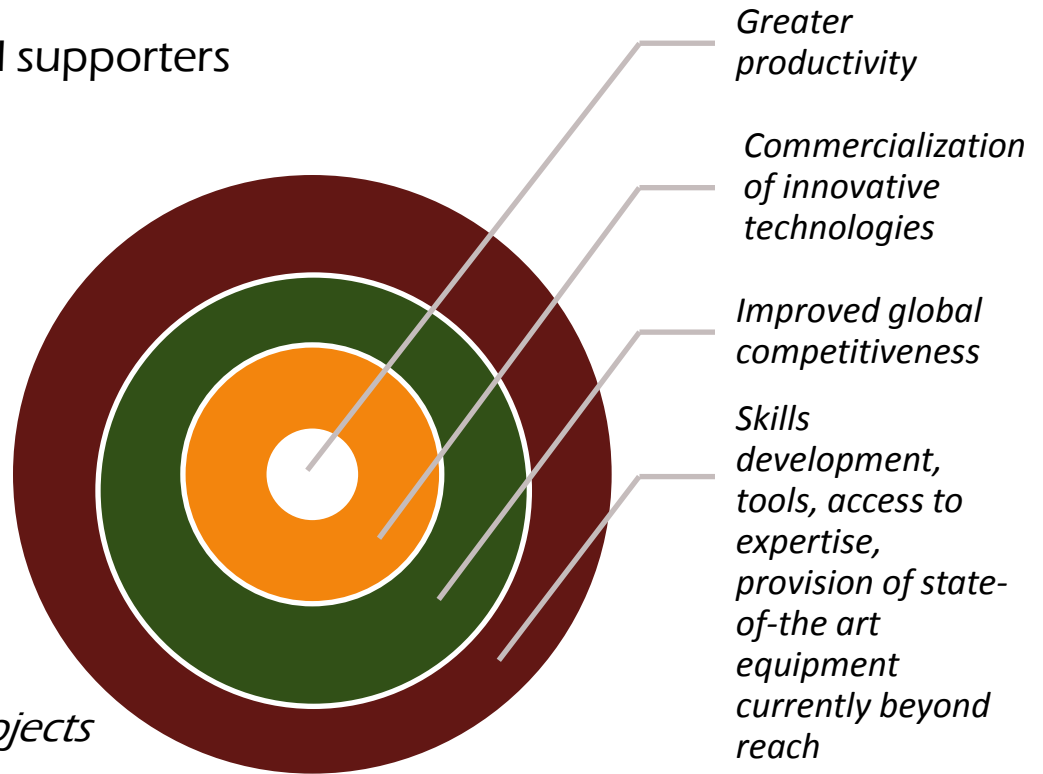 Greater
productivity
l supporters
Commercialization
of innovative
technologies
Improved global
competitiveness
Skills
development,
tools, access to
expertise,
provision of state-
of-the art
equipment
currently beyond
reach